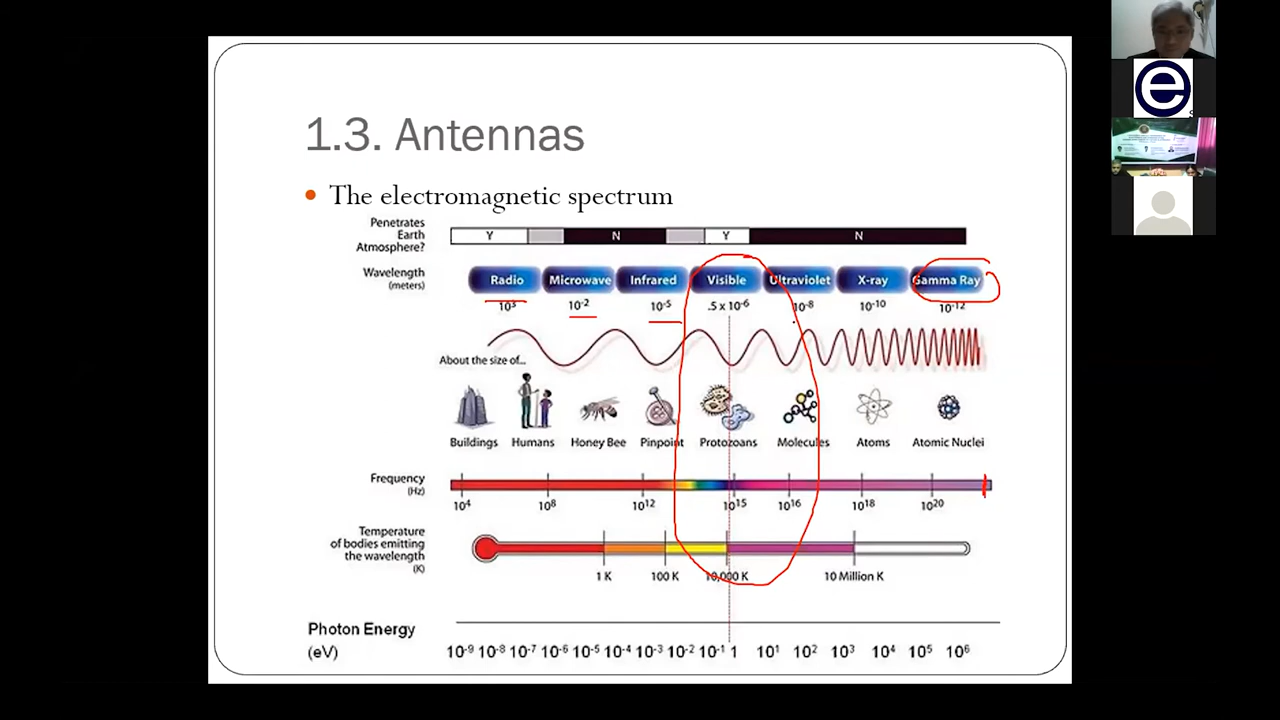 1.3. Antennas
• The electromagnetic spectrum
Penetrates
Earth
Atmosphere?
Y N Y N
Wavelength
(meters)
Radio Microwave Infrared Visible Ultraviolet X-ray Gamma Ray
10³ 10⁻² 10⁻⁵ .5 x 10⁻⁶ 10⁻⁸ 10⁻¹⁰ 10⁻¹²
About the size of...
Buildings Humans Honey Bee Pinpoint Protozoans Molecules Atoms Atomic Nuclei
Frequency
(Hz)
10⁴ 10⁸ 10¹² 10¹⁵ 10¹⁶ 10¹⁸ 10²⁰
Temperature
of bodies emitting
the wavelength
(K)
1 K 100 K 10,000 K 10 Million K
Photon Energy
(eV)
10⁻⁹ 10⁻⁸ 10⁻⁷ 10⁻⁶ 10⁻⁵ 10⁻⁴ 10⁻³ 10⁻² 10⁻¹ 1 10¹ 10² 10³ 10⁴ 10⁵ 10⁶
e